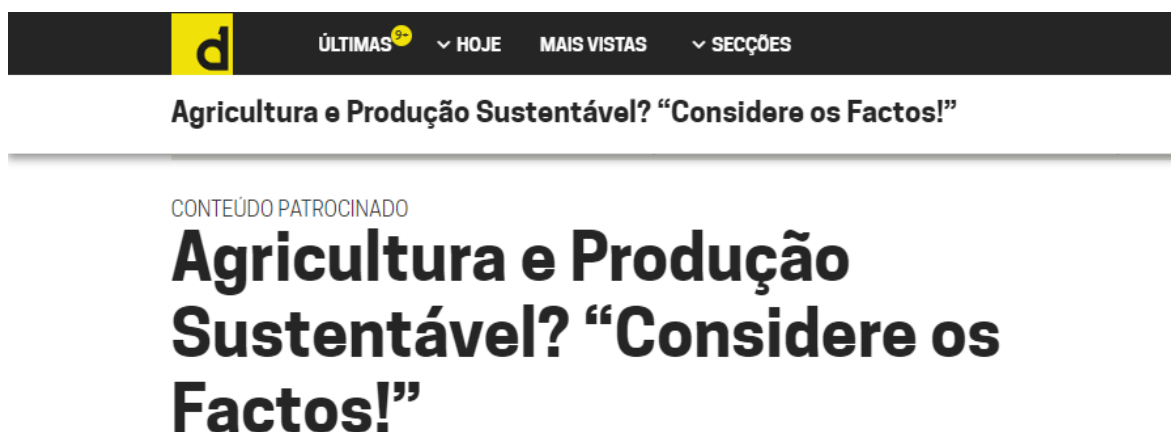 d ÚLTIMAS 9+ HOJE MAIS VISTAS SECÇÕES
Agricultura e Produção Sustentável? “Considere os Factos!”
CONTEÚDO PATROCINADO
Agricultura e Produção
Sustentável? “Considere os
Factos!”